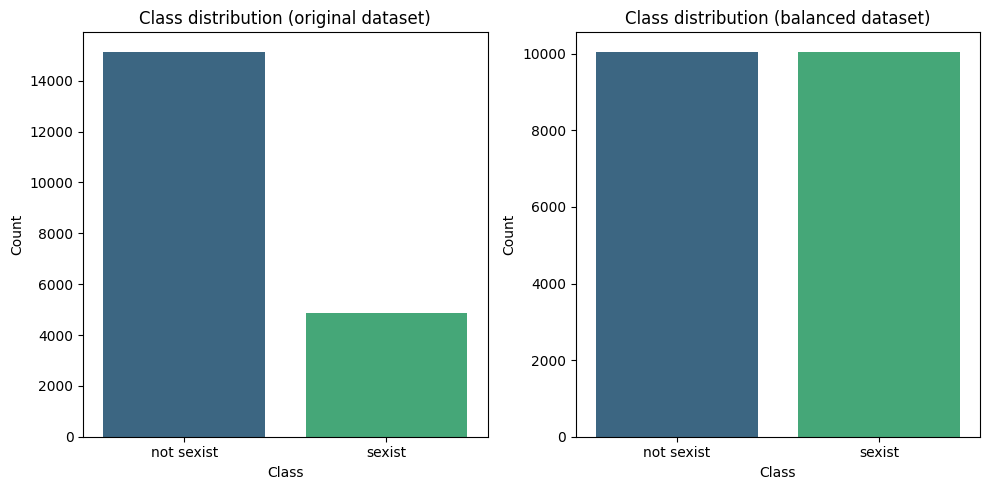 Class distribution (original dataset)
14000
12000
10000
8000
6000
4000
2000
0
Count
not sexist
sexist
Class
Class distribution (balanced dataset)
10000
8000
6000
4000
2000
0
Count
not sexist
sexist
Class